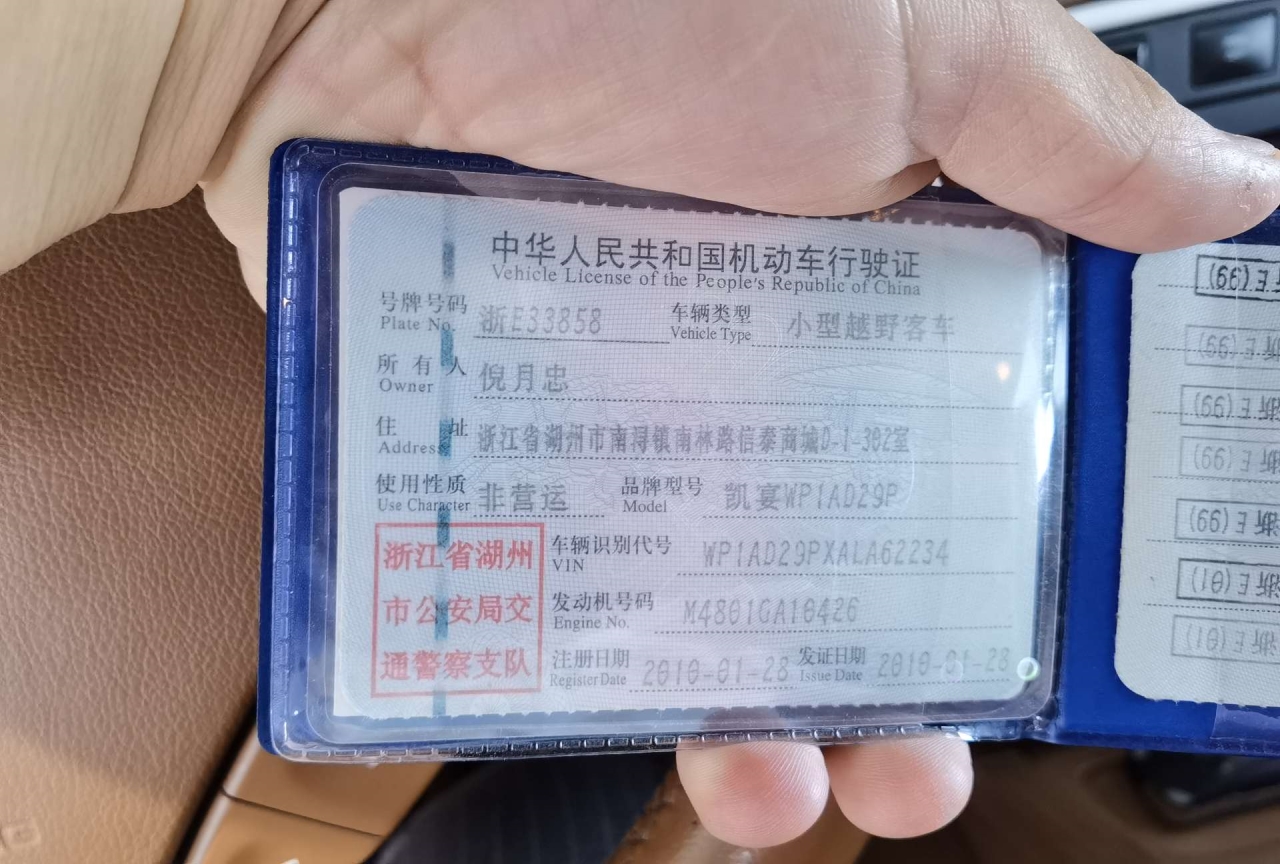 中华人民共和国机动车行驶证
Vehicle License of the People's Republic of China
号牌号码 浙E33858 车辆类型 小型越野客车
Plate No. Vehicle Type
所有人 倪月忠
Owner
住址 浙江省湖州市南浔镇南林路信泰商城D-1-302室
Address
使用性质 非营运 品牌型号 凯宴WP1AD29P
Use Character Model
浙江省湖州
市公安局交
通警察支队
车辆识别代号 WP1AD29PXALA62234
VIN
发动机号码 M4801GA10426
Engine No.
注册日期 2010-01-28 发证日期 2010-01-28
Register Date Issue Date